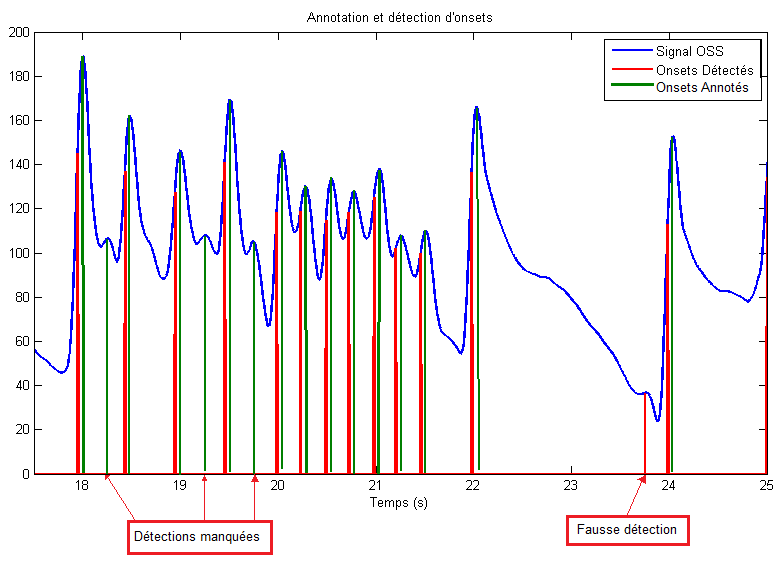 Annotation et détection d'onsets
200
180
160
140
120
100
80
60
40
20
0
Signal OSS
Onsets Détectés
Onsets Annotés
18 19 20 21 22 23 24 25
Temps (s)
Détections manquées
Fausse détection